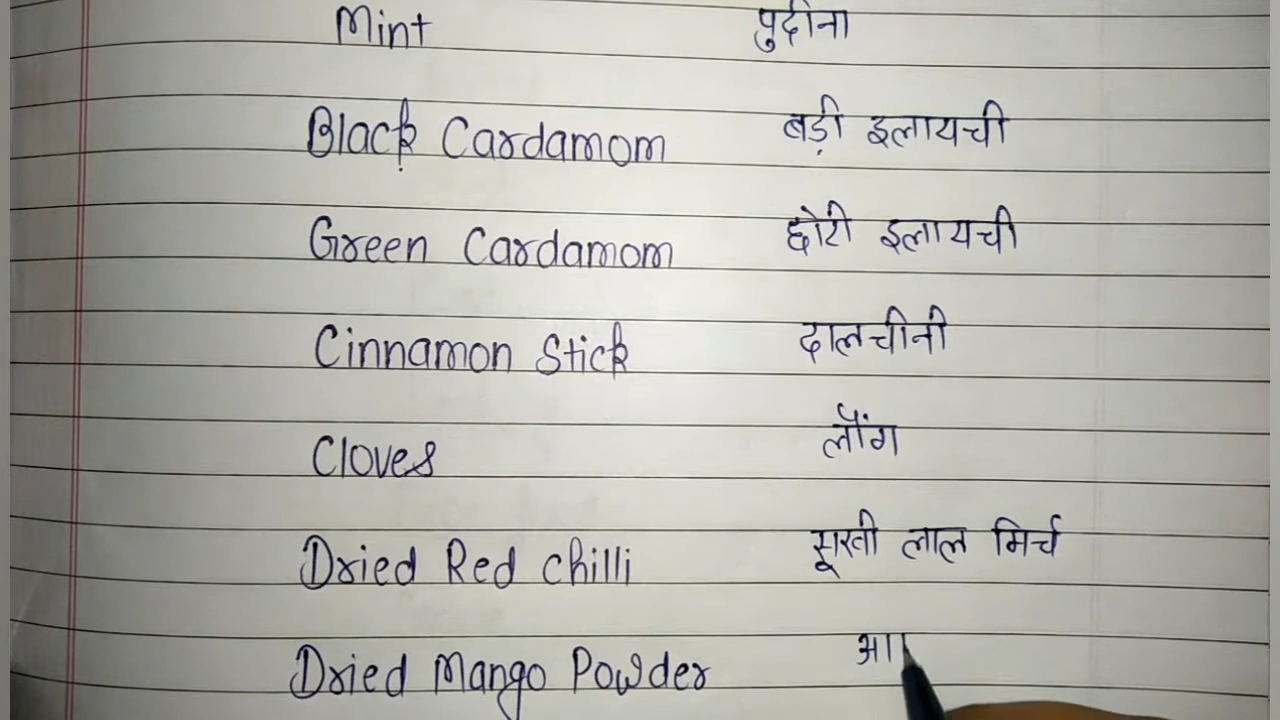 Mint पुदीना
Black Cardamom बड़ी इलायची
Green Cardamom छोटी इलायची
Cinnamon Stick दालचीनी
Cloves लौंग
Dried Red Chilli सूखी लाल मिर्च
Dried Mango Powder आ